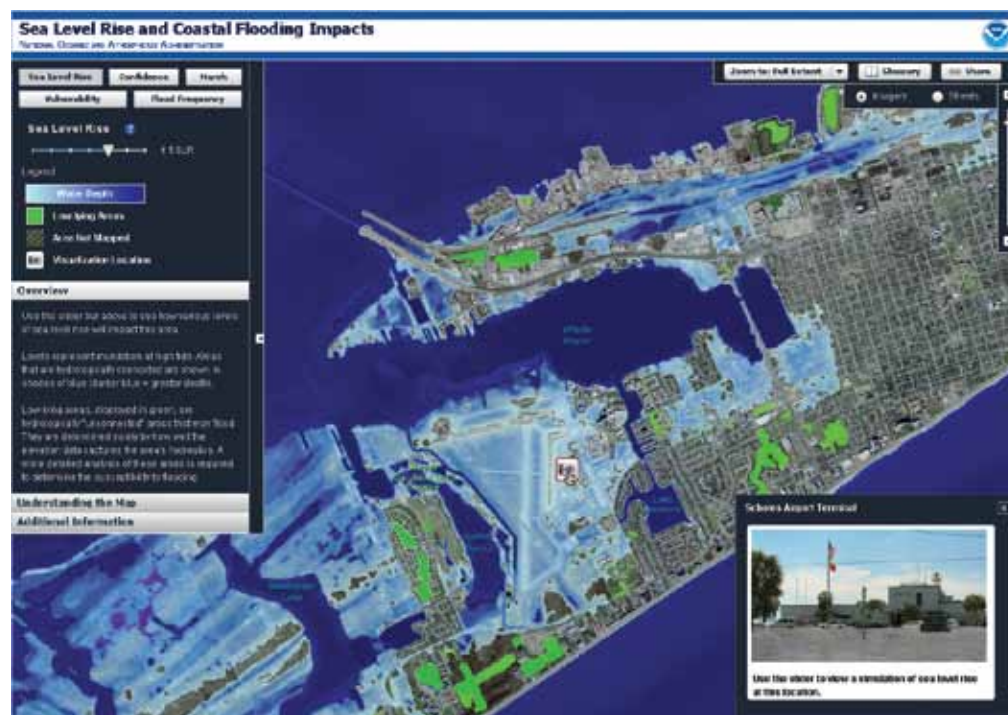 Sea Level Rise and Coastal Flooding Impacts
National Oceanic and Atmospheric Administration
Sea Level Rise
Confidence
Marsh
Vulnerability
Flood Frequency
Zoom to: Full Extent
Glossary
Share
Imagery
Streets
Sea Level Rise
Legend
Water Depth
Low-lying Areas
Area Not Mapped
Visualization Location
Overview
Use the slider bar above to see how various levels
of sea level rise will impact this area.
Levels represent inundation at high tide. Areas
that are hydrologically connected are shown in
shades of blue (darker blue = greater depth).
Low-lying areas, displayed in green, are
hydrologically "unconnected" areas that may flood.
They are determined solely by how well the
elevation data captures the area's hydraulics. A
more detailed analysis of these areas is required
to determine the susceptibility to flooding.
Understanding the Map
Additional Information
Scholes Airport Terminal
Use the slider to view a simulation of sea level rise
at this location.